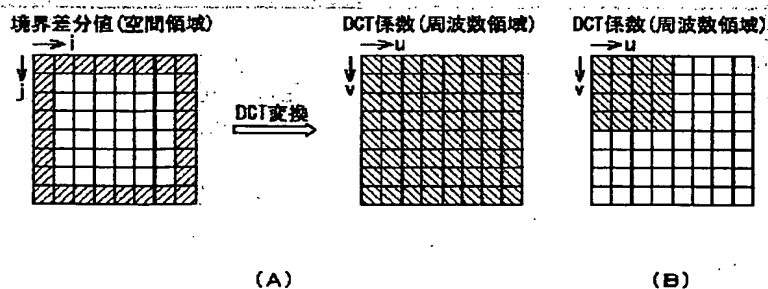 境界差分値(空間領域)
i
j
DCT変換
DCT係数(周波数領域)
u
v
DCT係数(周波数領域)
u
v
(A)
(B)